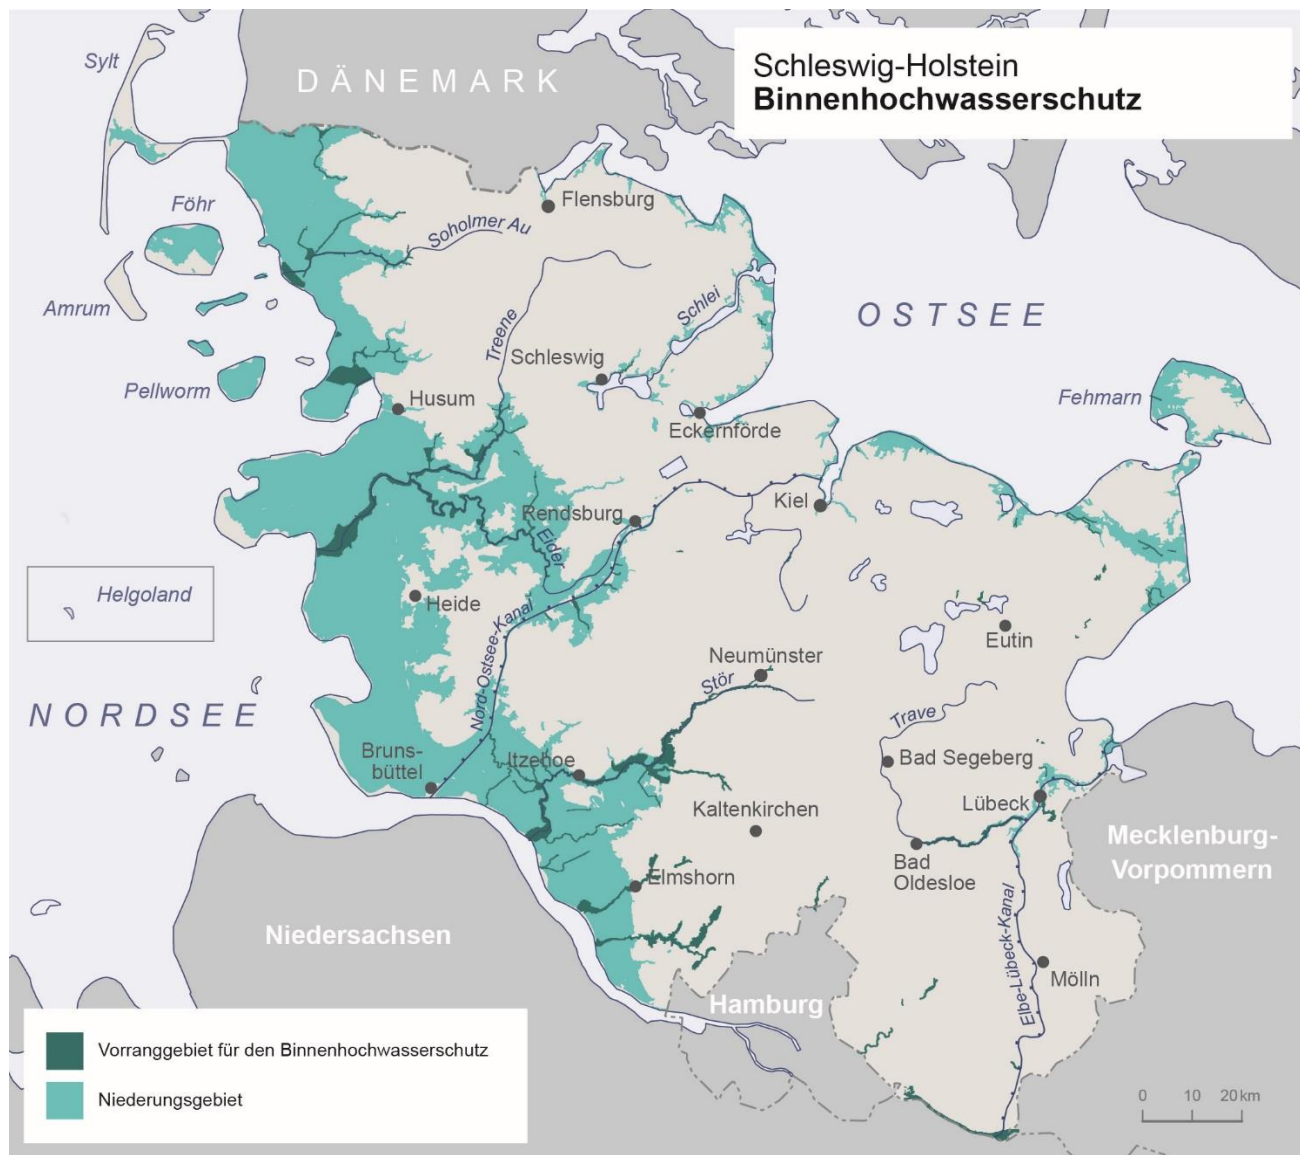 Schleswig-Holstein
Binnenhochwasserschutz
Sylt
DÄNEMARK
Föhr
Flensburg
Soholmer Au
Amrum
Treene
Schlei
OSTSEE
Schleswig
Pellworm
Husum
Fehmarn
Eckernförde
Kiel
Rendsburg
Eider
Helgoland
Heide
Nord-Ostsee-Kanal
Eutin
Neumünster
Stör
NORDSEE
Trave
Bruns-
büttel
Itzehoe
Bad Segeberg
Kaltenkirchen
Lübeck
Mecklenburg-
Vorpommern
Bad
Oldesloe
Elmshorn
Niedersachsen
Elbe-Lübeck-Kanal
Mölln
Hamburg
Vorranggebiet für den Binnenhochwasserschutz
Niederungsgebiet
0 10 20 km